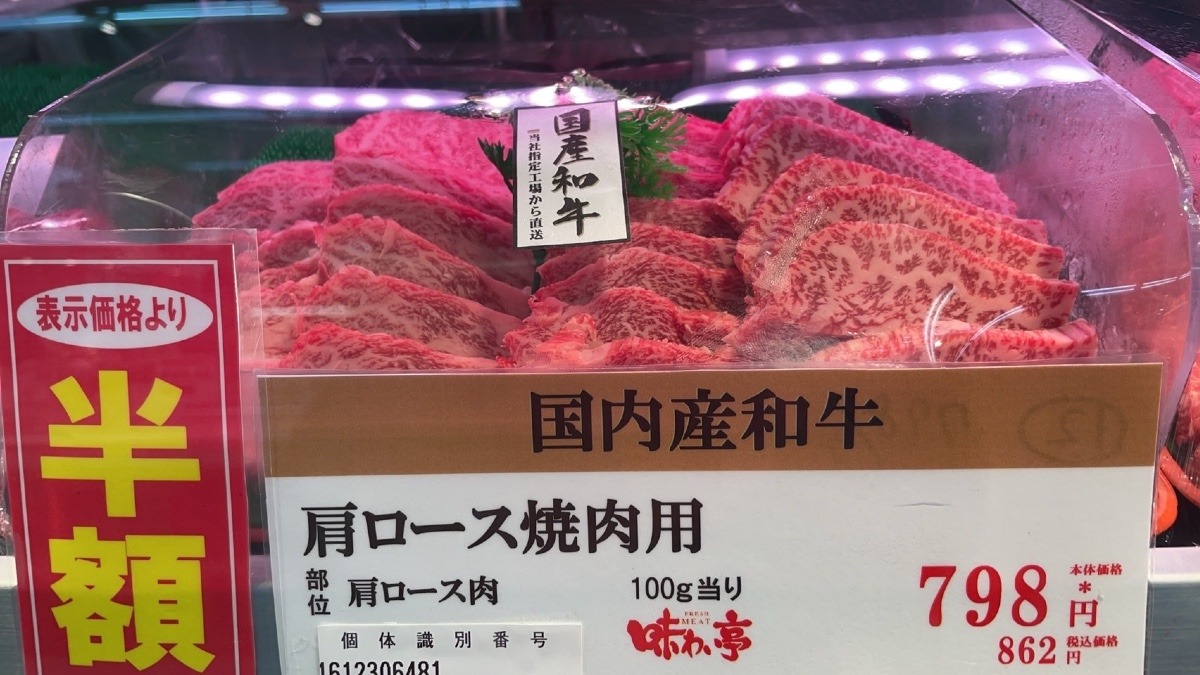 国産和牛
当社指定工場から直送
表示価格より
半額
国内産和牛
肩ロース焼肉用
部位 肩ロース肉
100g当り
FRESH MEAT
味わい亭
798 本体価格 * 円
862 税込価格 円
個体識別番号
1612306481